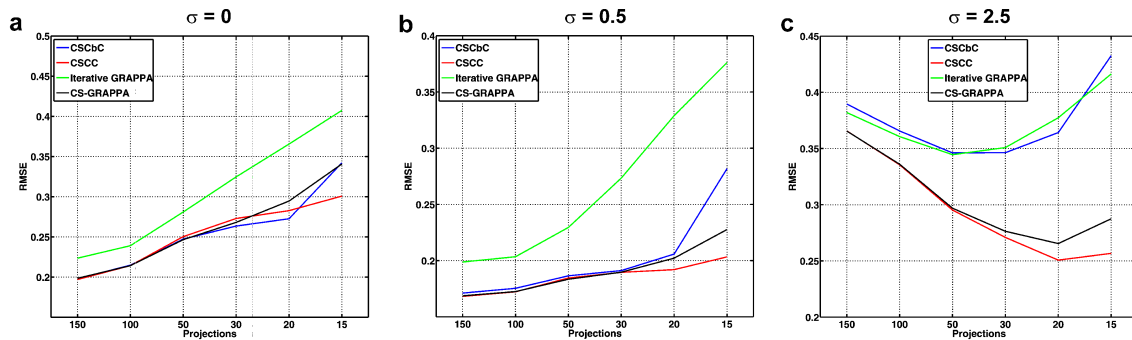 a
σ = 0
0.5
0.45
0.4
0.35
0.3
0.25
0.2
RMSE
CSCbC
CSCC
Iterative GRAPPA
CS-GRAPPA
150 100 50 30 20 15
Projections
b
σ = 0.5
0.4
0.35
0.3
0.25
0.2
RMSE
CSCbC
CSCC
Iterative GRAPPA
CS-GRAPPA
150 100 50 30 20 15
Projections
c
σ = 2.5
0.45
0.4
0.35
0.3
0.25
0.2
RMSE
CSCbC
CSCC
Iterative GRAPPA
CS-GRAPPA
150 100 50 30 20 15
Projections